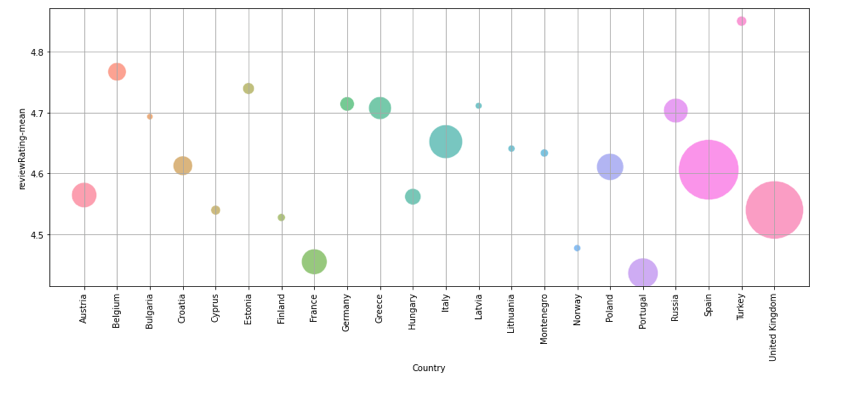 4.8
4.7
4.6
4.5
reviewRating-mean
Austria
Belgium
Bulgaria
Croatia
Cyprus
Estonia
Finland
France
Germany
Greece
Hungary
Italy
Latvia
Lithuania
Montenegro
Norway
Poland
Portugal
Russia
Spain
Turkey
United Kingdom
Country